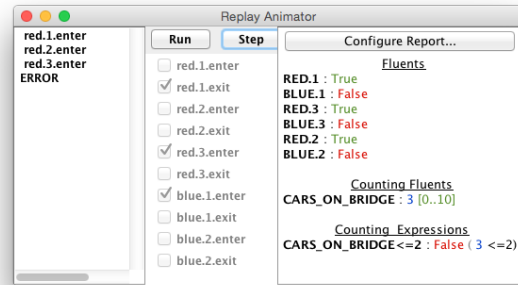 Replay Animator
red.1.enter
red.2.enter
red.3.enter
ERROR
Run
Step
red.1.enter
red.1.exit
red.2.enter
red.2.exit
red.3.enter
red.3.exit
blue.1.enter
blue.1.exit
blue.2.enter
blue.2.exit
Configure Report...
Fluents
RED.1 : True
BLUE.1 : False
RED.3 : True
BLUE.3 : False
RED.2 : True
BLUE.2 : False
Counting Fluents
CARS_ON_BRIDGE : 3 [0..10]
Counting Expressions
CARS_ON_BRIDGE<=2 : False ( 3 <=2)